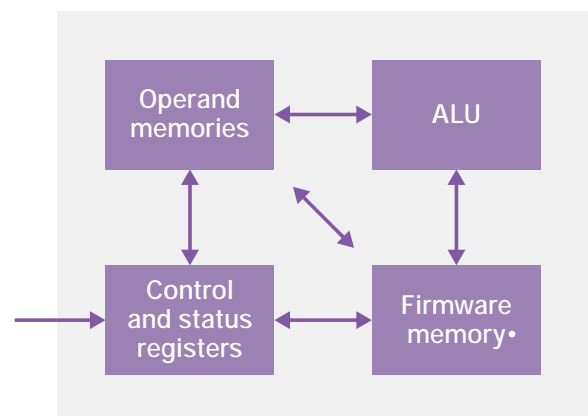 Operand
memories
ALU
Control
and status
registers
Firmware
memory•